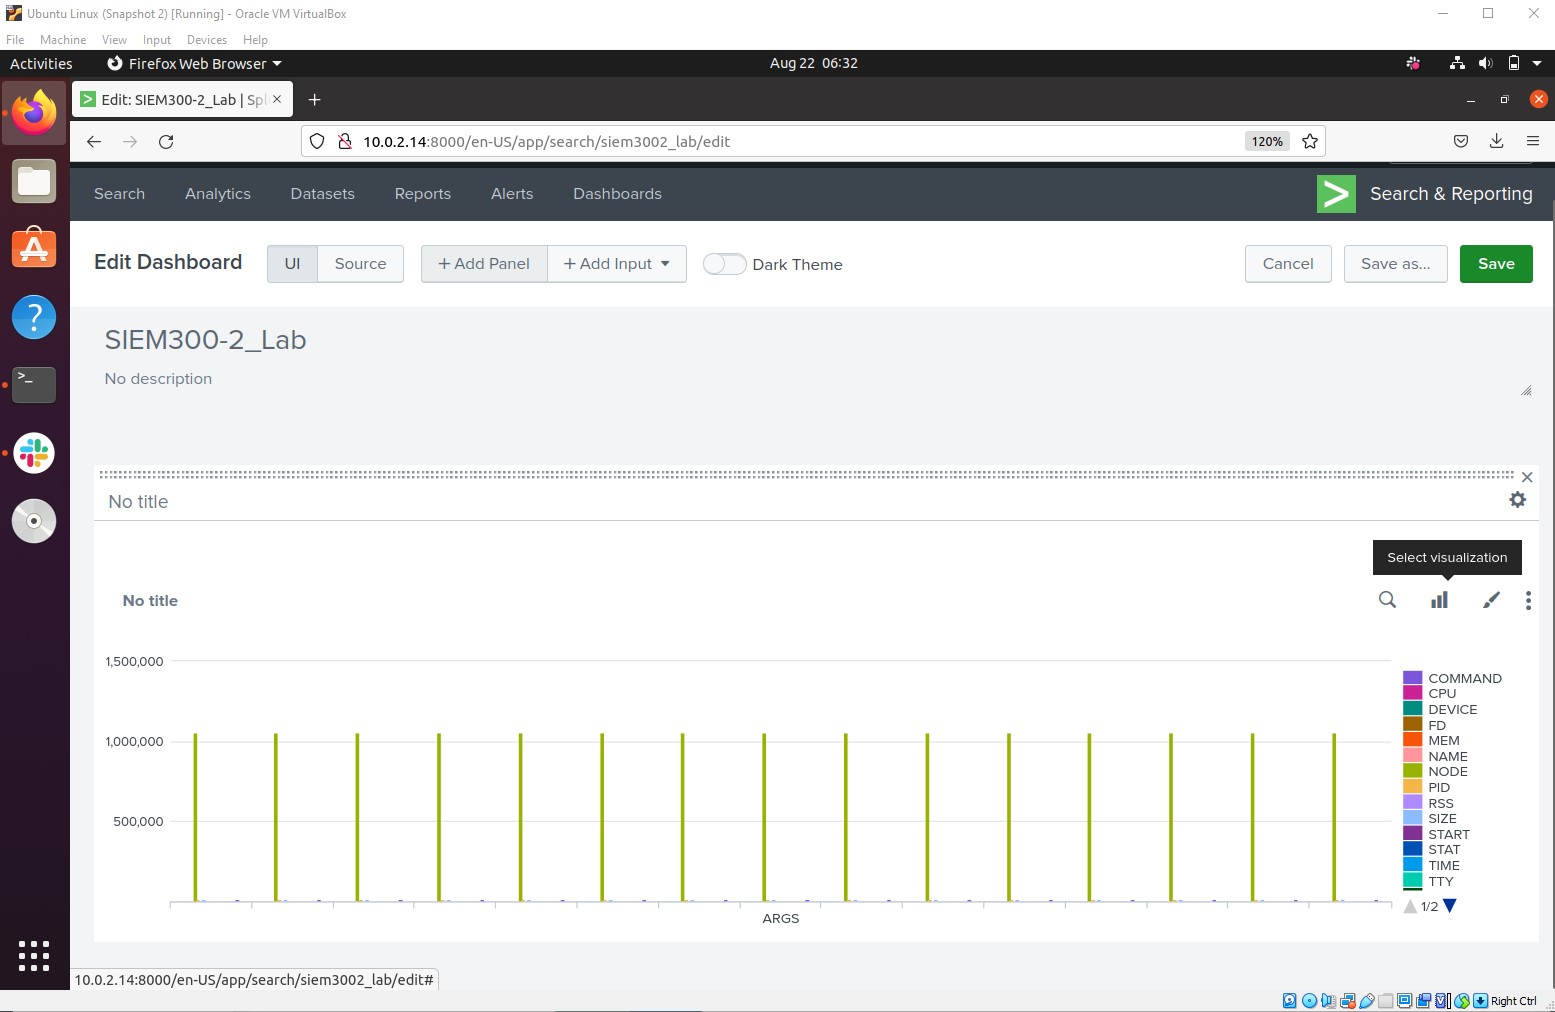 Ubuntu Linux (Snapshot 2) [Running] - Oracle VM VirtualBox
File Machine View Input Devices Help
Activities Firefox Web Browser Aug 22 06:32
Edit: SIEM300-2_Lab | Spl
10.0.2.14:8000/en-US/app/search/siem3002_lab/edit 120%
Search Analytics Datasets Reports Alerts Dashboards Search & Reporting
Edit Dashboard UI Source + Add Panel + Add Input Dark Theme Cancel Save as... Save
SIEM300-2_Lab
No description
No title
Select visualization
No title
1,500,000
1,000,000
500,000
ARGS
COMMAND
CPU
DEVICE
FD
MEM
NAME
NODE
PID
RSS
SIZE
START
STAT
TIME
TTY
1/2
10.0.2.14:8000/en-US/app/search/siem3002_lab/edit#
Right Ctrl